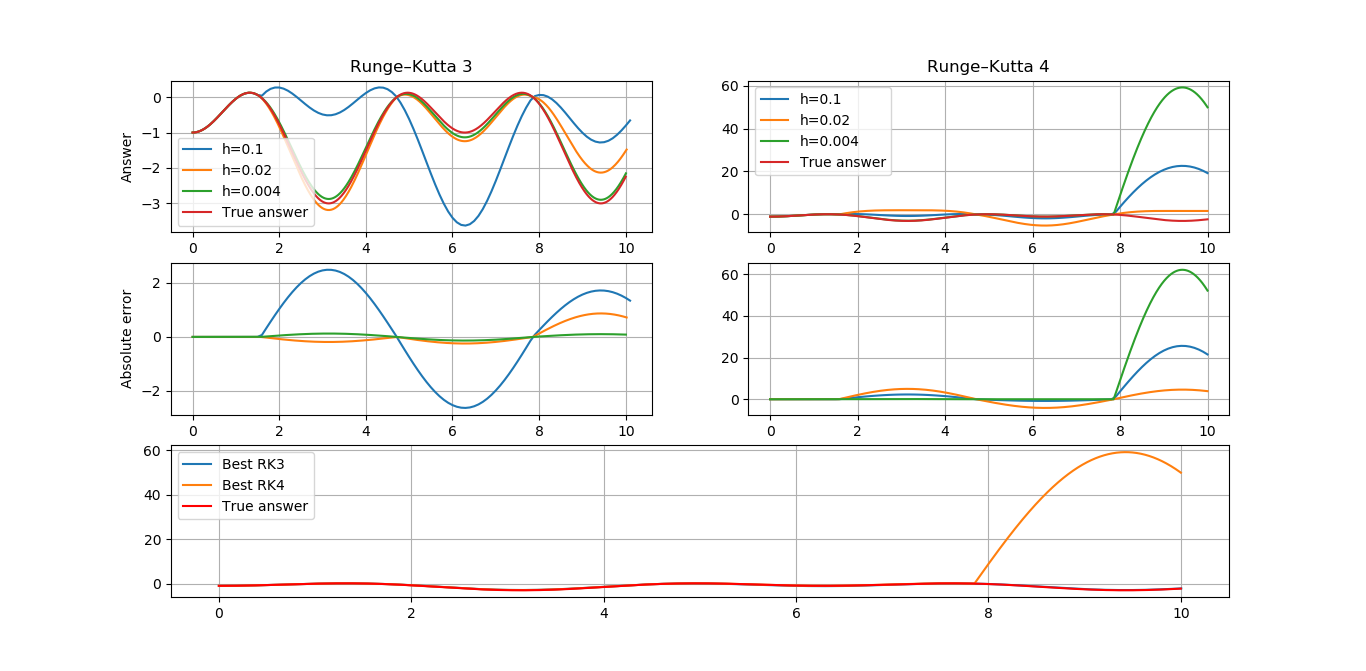 Runge–Kutta 3
Answer
0
−1
−2
−3
h=0.1
h=0.02
h=0.004
True answer
0 2 4 6 8 10
Runge–Kutta 4
60
40
20
0
h=0.1
h=0.02
h=0.004
True answer
0 2 4 6 8 10
Absolute error
2
0
−2
0 2 4 6 8 10
60
40
20
0
0 2 4 6 8 10
60
40
20
0
Best RK3
Best RK4
True answer
0 2 4 6 8 10